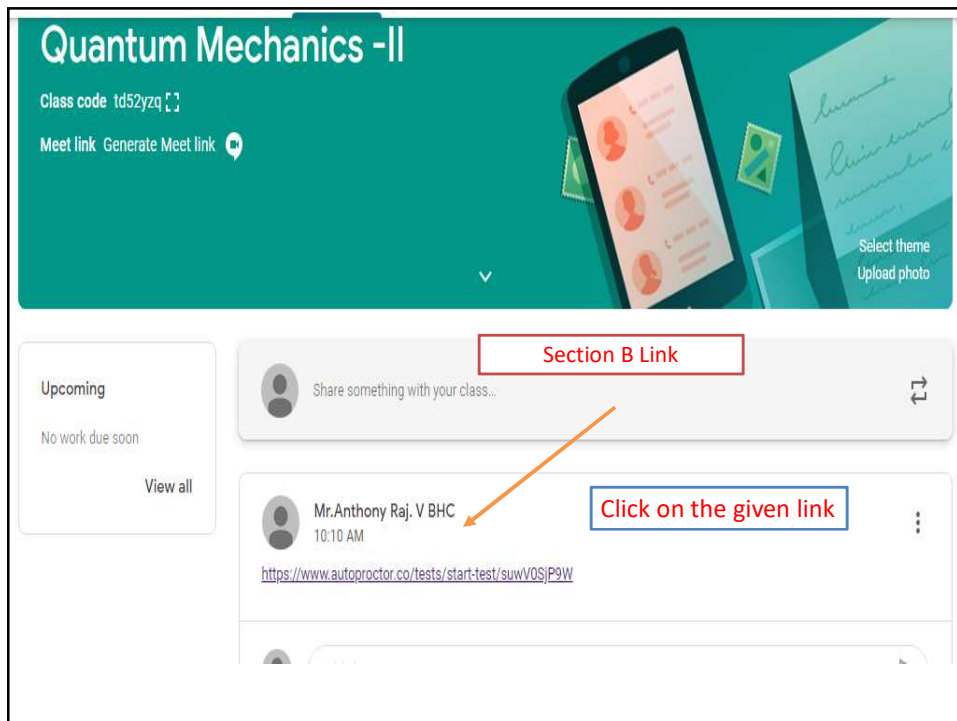 Quantum Mechanics -II
Class code td52yzq
Meet link Generate Meet link
Select theme
Upload photo
Section B Link
Upcoming
Share something with your class...
No work due soon
View all
Mr.Anthony Raj. V BHC
Click on the given link
10:10 AM
https://www.autoproctor.co/tests/start-test/suwV0SjP9W